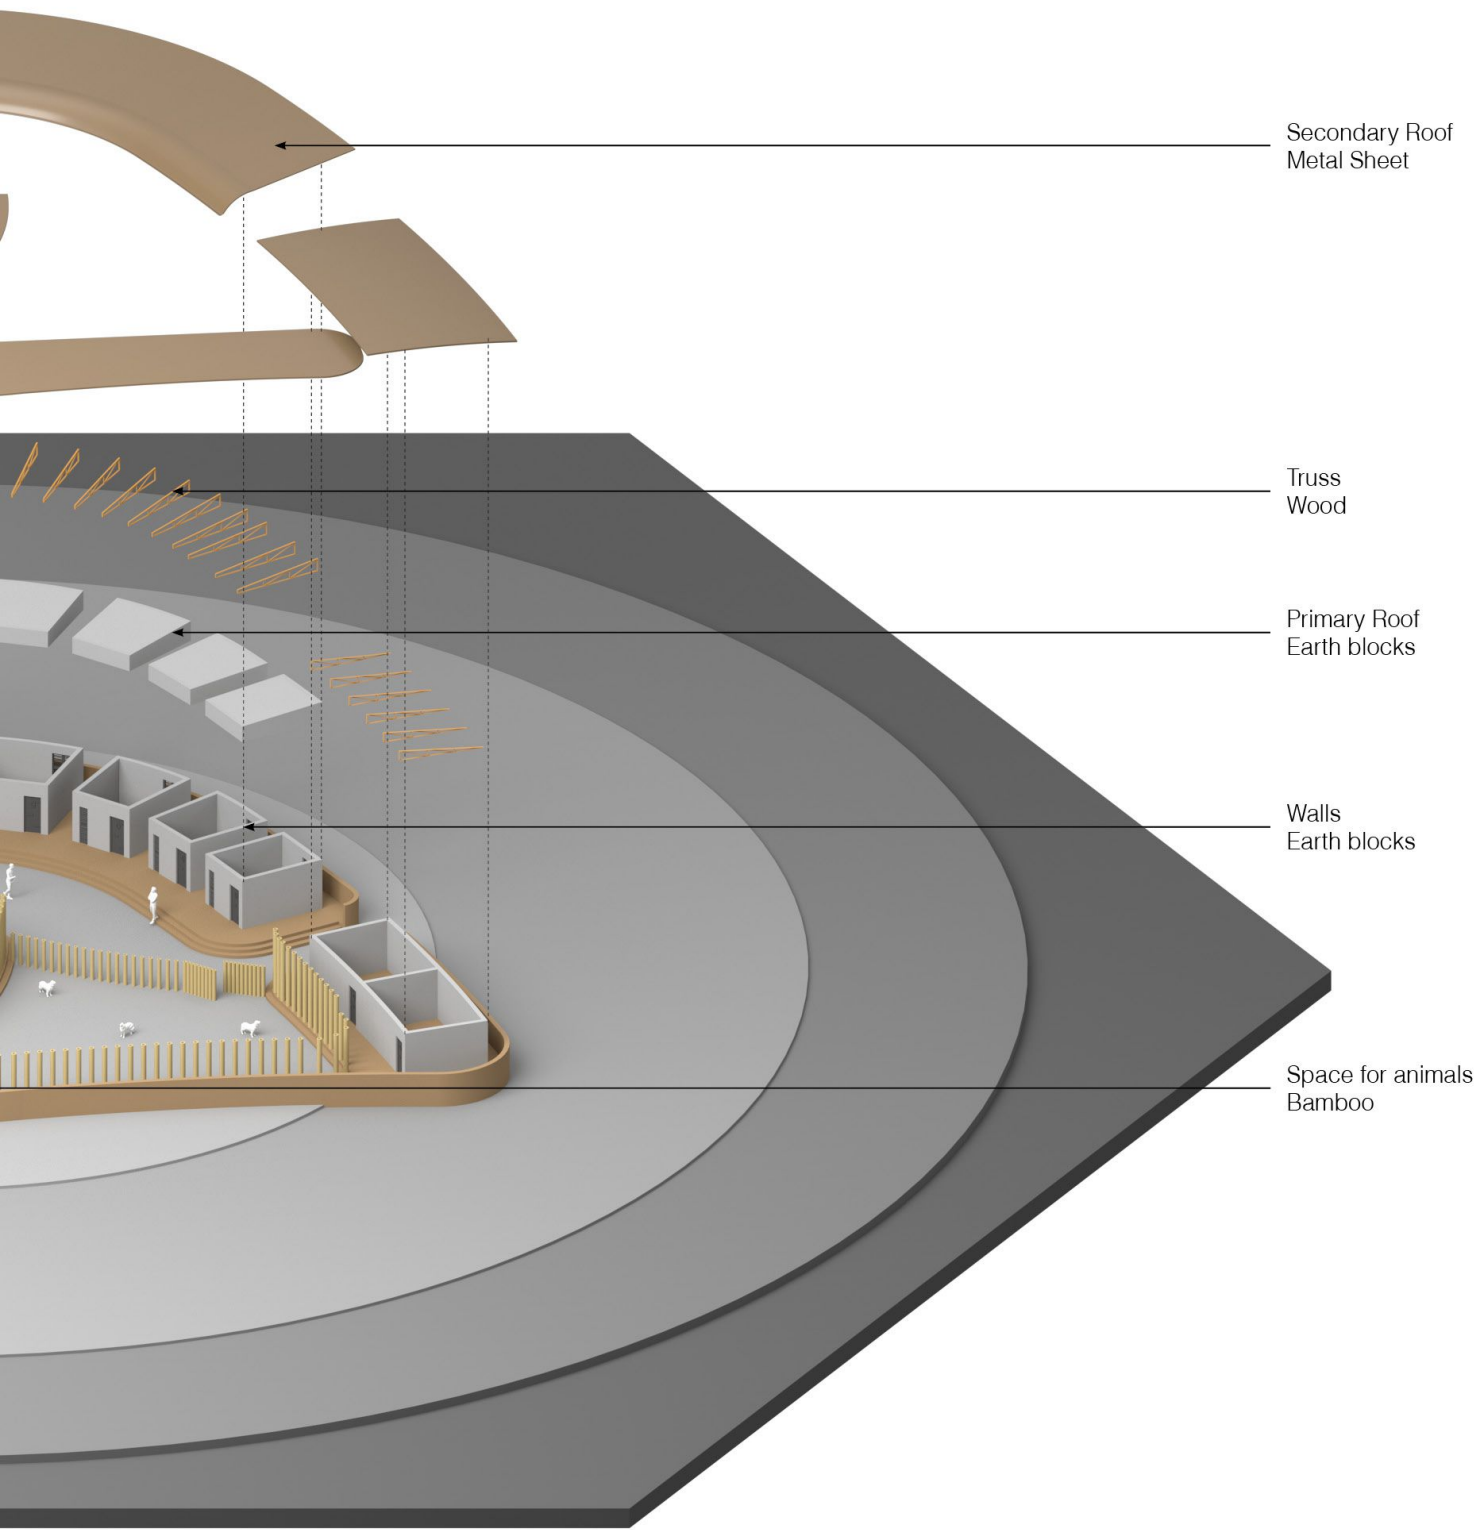 Secondary Roof
Metal Sheet
Truss
Wood
Primary Roof
Earth blocks
Walls
Earth blocks
Space for animals
Bamboo